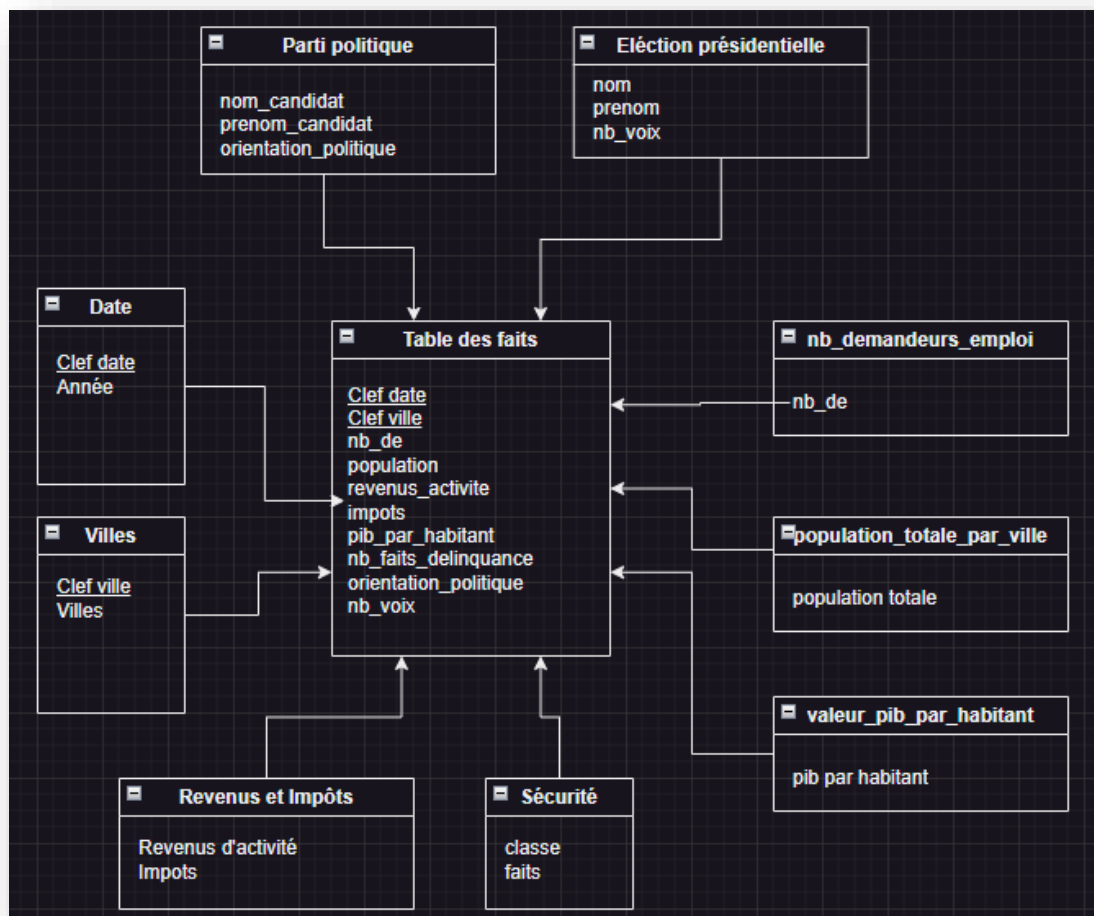 Parti politique
nom_candidat
prenom_candidat
orientation_politique
Eléction présidentielle
nom
prenom
nb_voix
Date
Clef date
Année
Table des faits
Clef date
Clef ville
nb_de
population
revenus_activite
impots
pib_par_habitant
nb_faits_delinquance
orientation_politique
nb_voix
nb_demandeurs_emploi
nb_de
Villes
Clef ville
Villes
population_totale_par_ville
population totale
valeur_pib_par_habitant
pib par habitant
Revenus et Impôts
Revenus d'activité
Impots
Sécurité
classe
faits